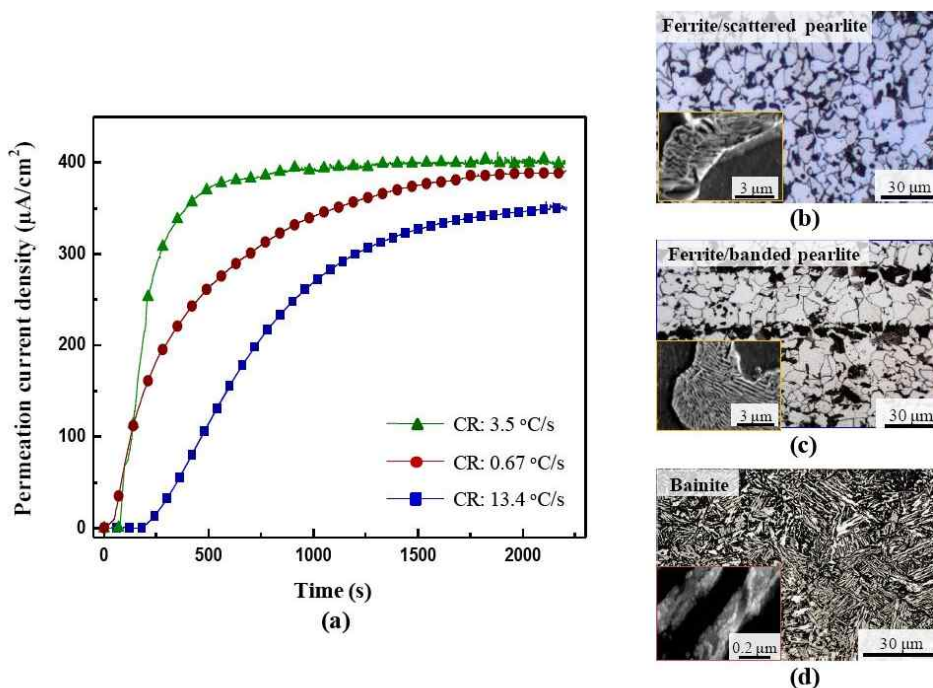 Permeation current density (μA/cm²)
400
300
200
100
0
CR: 3.5 °C/s
CR: 0.67 °C/s
CR: 13.4 °C/s
0 500 1000 1500 2000
Time (s)
(a)
Ferrite/scattered pearlite
3 μm
30 μm
(b)
Ferrite/banded pearlite
3 μm
30 μm
(c)
Bainite
0.2 μm
30 μm
(d)